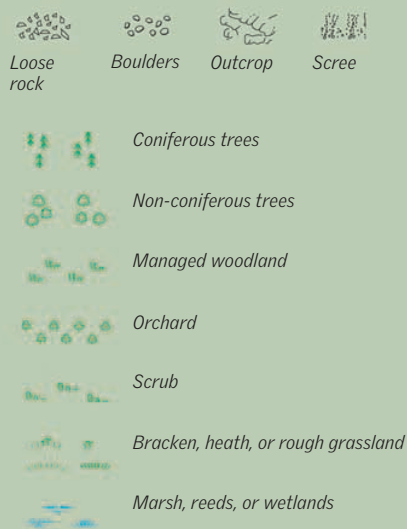 Loose
rock
Boulders
Outcrop
Scree
Coniferous trees
Non-coniferous trees
Managed woodland
Orchard
Scrub
Bracken, heath, or rough grassland
Marsh, reeds, or wetlands